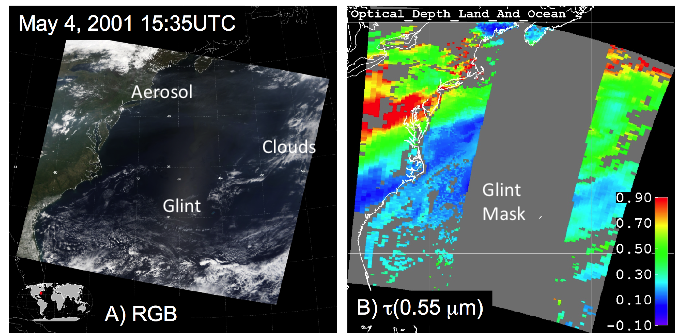 May 4, 2001 15:35UTC
Aerosol
Clouds
Glint
A) RGB
Optical_Depth_Land_And_Ocean
Glint
Mask
0.90
0.70
0.50
0.30
0.10
-0.10
B) τ(0.55 μm)